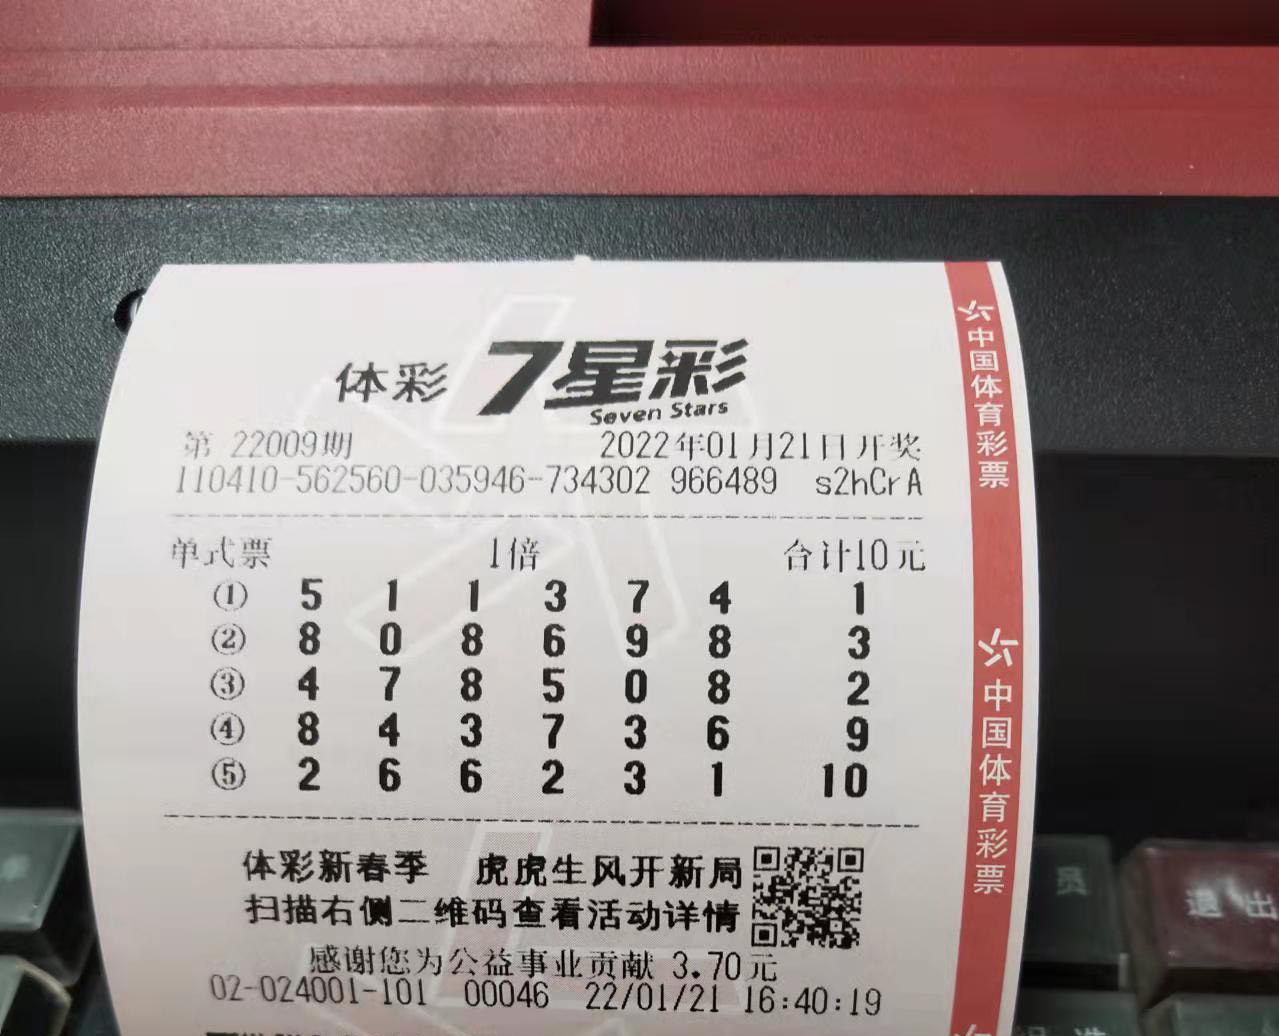 体彩 7星彩
Seven Stars
第 22009期 2022年01月21日开奖
110410-562560-035946-734302 966489 s2hCrA
单式票 1倍 合计10元
① 5 1 1 3 7 4 1
② 8 0 8 6 9 8 3
③ 4 7 8 5 0 8 2
④ 8 4 3 7 3 6 9
⑤ 2 6 6 2 3 1 10
体彩新春季 虎虎生风开新局
扫描右侧二维码查看活动详情
感谢您为公益事业贡献 3.70元
02-024001-101 00046 22/01/21 16:40:19
中国体育彩票
中国体育彩票
员
退出